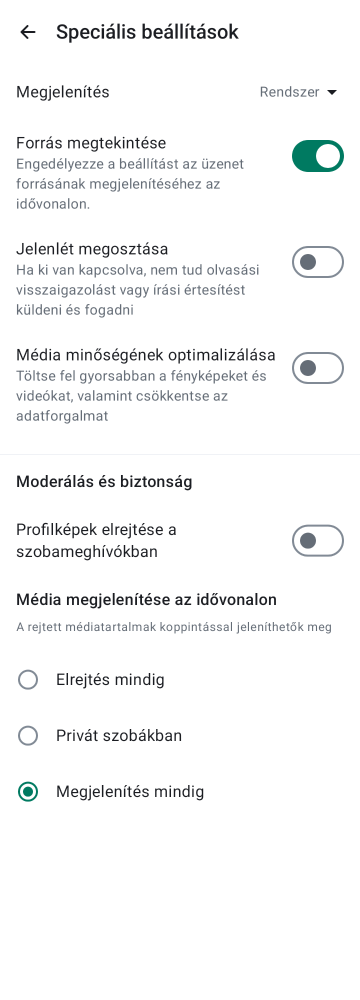 Speciális beállítások
Megjelenítés
Rendszer
Forrás megtekintése
Engedélyezze a beállítást az üzenet
forrásának megjelenítéséhez az
idővonalon.
Jelenlét megosztása
Ha ki van kapcsolva, nem tud olvasási
visszaigazolást vagy írási értesítést
küldeni és fogadni
Média minőségének optimalizálása
Töltse fel gyorsabban a fényképeket és
videókat, valamint csökkentse az
adatforgalmat
Moderálás és biztonság
Profilképek elrejtése a
szobameghívókban
Média megjelenítése az idővonalon
A rejtett médiatartalmak koppintással jeleníthetők meg
Elrejtés mindig
Privát szobákban
Megjelenítés mindig